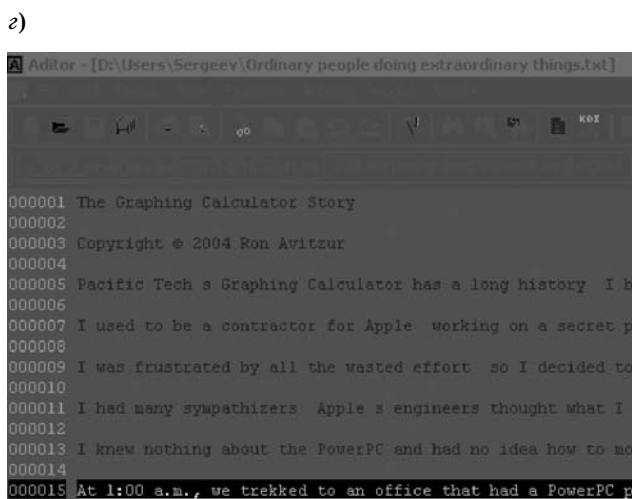 г)
Aditor - [D:\Users\Sergeev\Ordinary people doing extraordinary things.txt]
KOI
000001 The Graphing Calculator Story
000002
000003 Copyright © 2004 Ron Avitzur
000004
000005 Pacific Tech s Graphing Calculator has a long history I b
000006
000007 I used to be a contractor for Apple working on a secret p
000008
000009 I was frustrated by all the wasted effort so I decided to
000010
000011 I had many sympathizers Apple s engineers thought what I
000012
000013 I knew nothing about the PowerPC and had no idea how to mo
000014
000015 At 1:00 a.m., we trekked to an office that had a PowerPC p